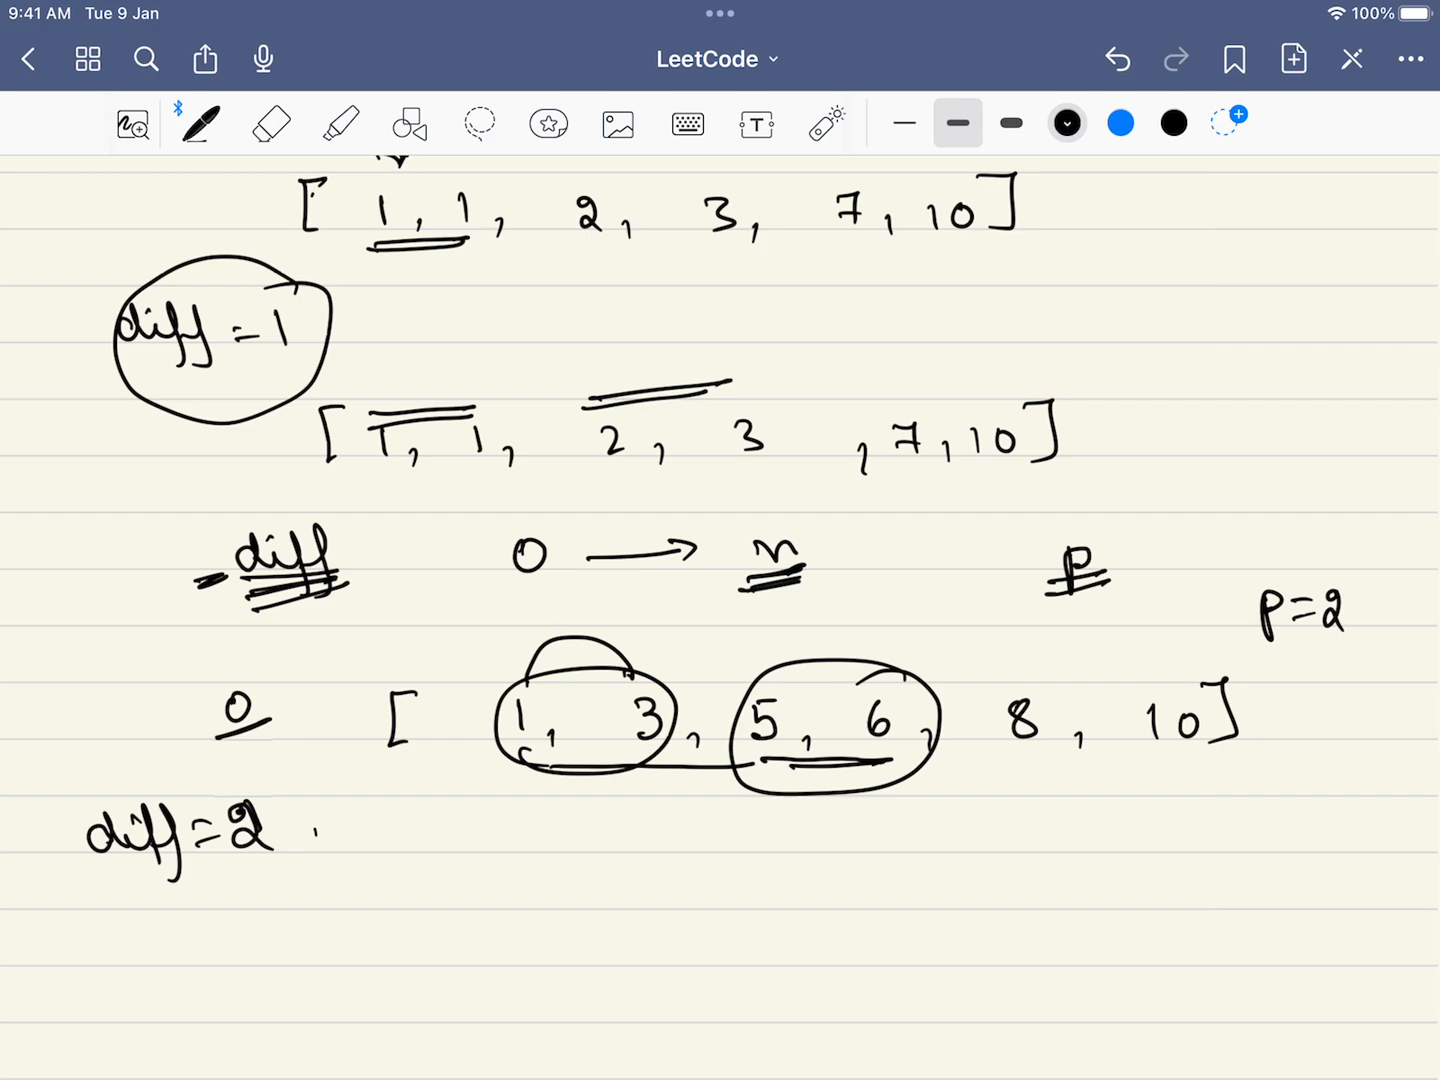 9:41 AM Tue 9 Jan 100%
LeetCode
T
[ 1, 1, 2, 3, 7, 10]
diff = 1
[ 1, 1, 2, 3 , 7, 10]
diff 0 → n p
p=2
0 [ 1, 3, 5, 6, 8, 10]
diff=2